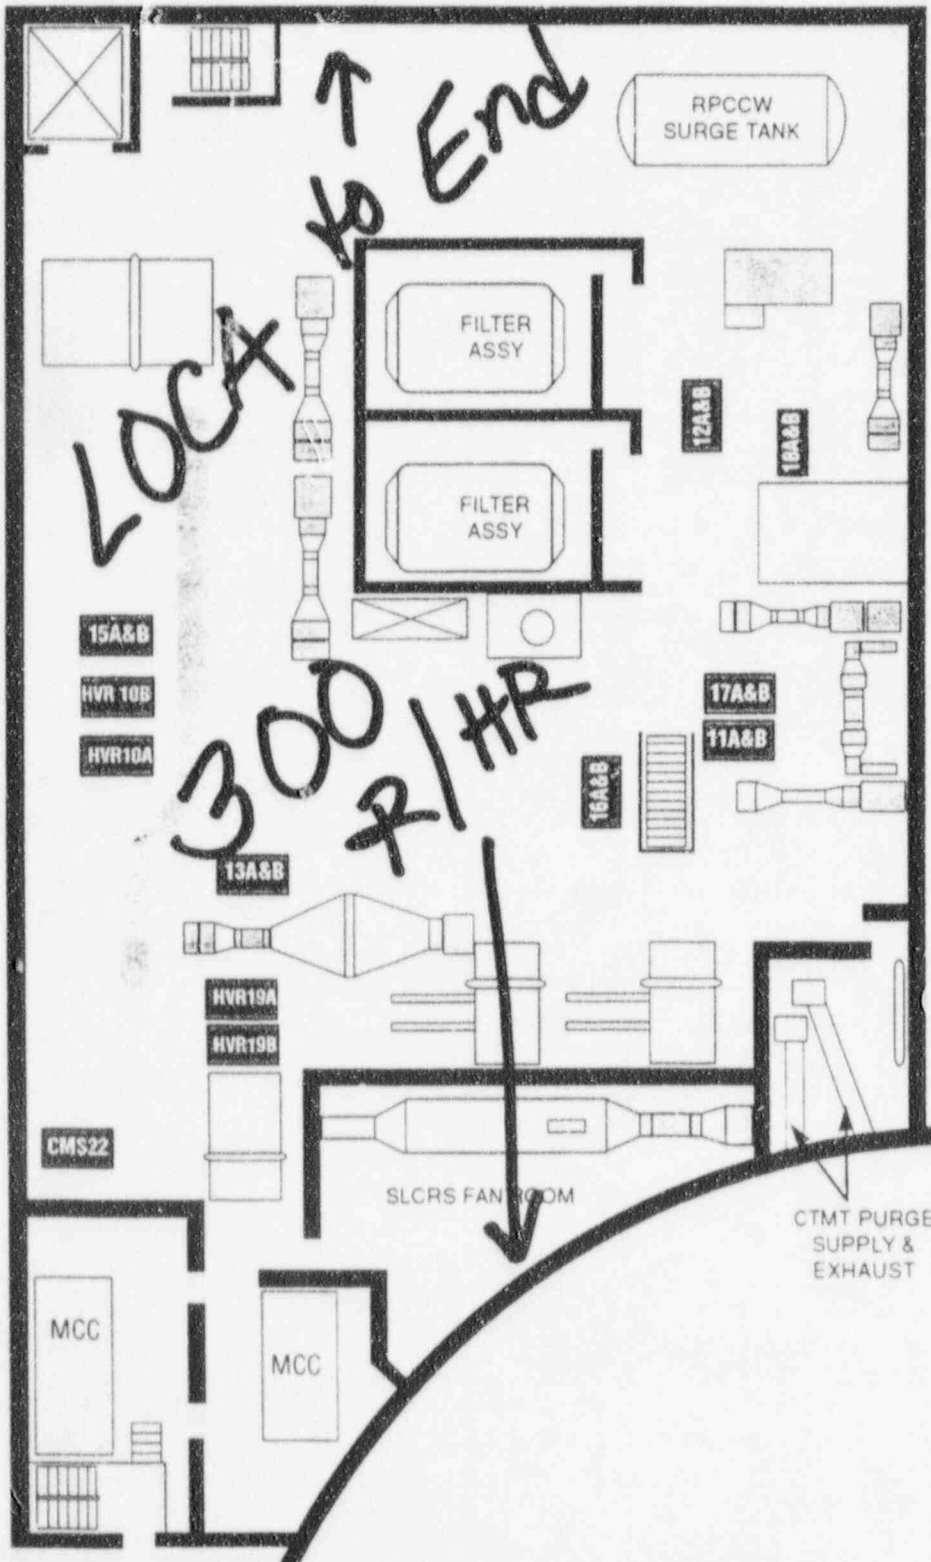 to End
RPCCW
SURGE TANK
LOCA
FILTER
ASSY
12A&B
18A&B
FILTER
ASSY
15A&B
HVR 10B
HVR10A
300
R/HR
17A&B
11A&B
16A&B
13A&B
HVR19A
HVR19B
CMS22
SLCRS FAN ROOM
CTMT PURGE
SUPPLY &
EXHAUST
MCC
MCC